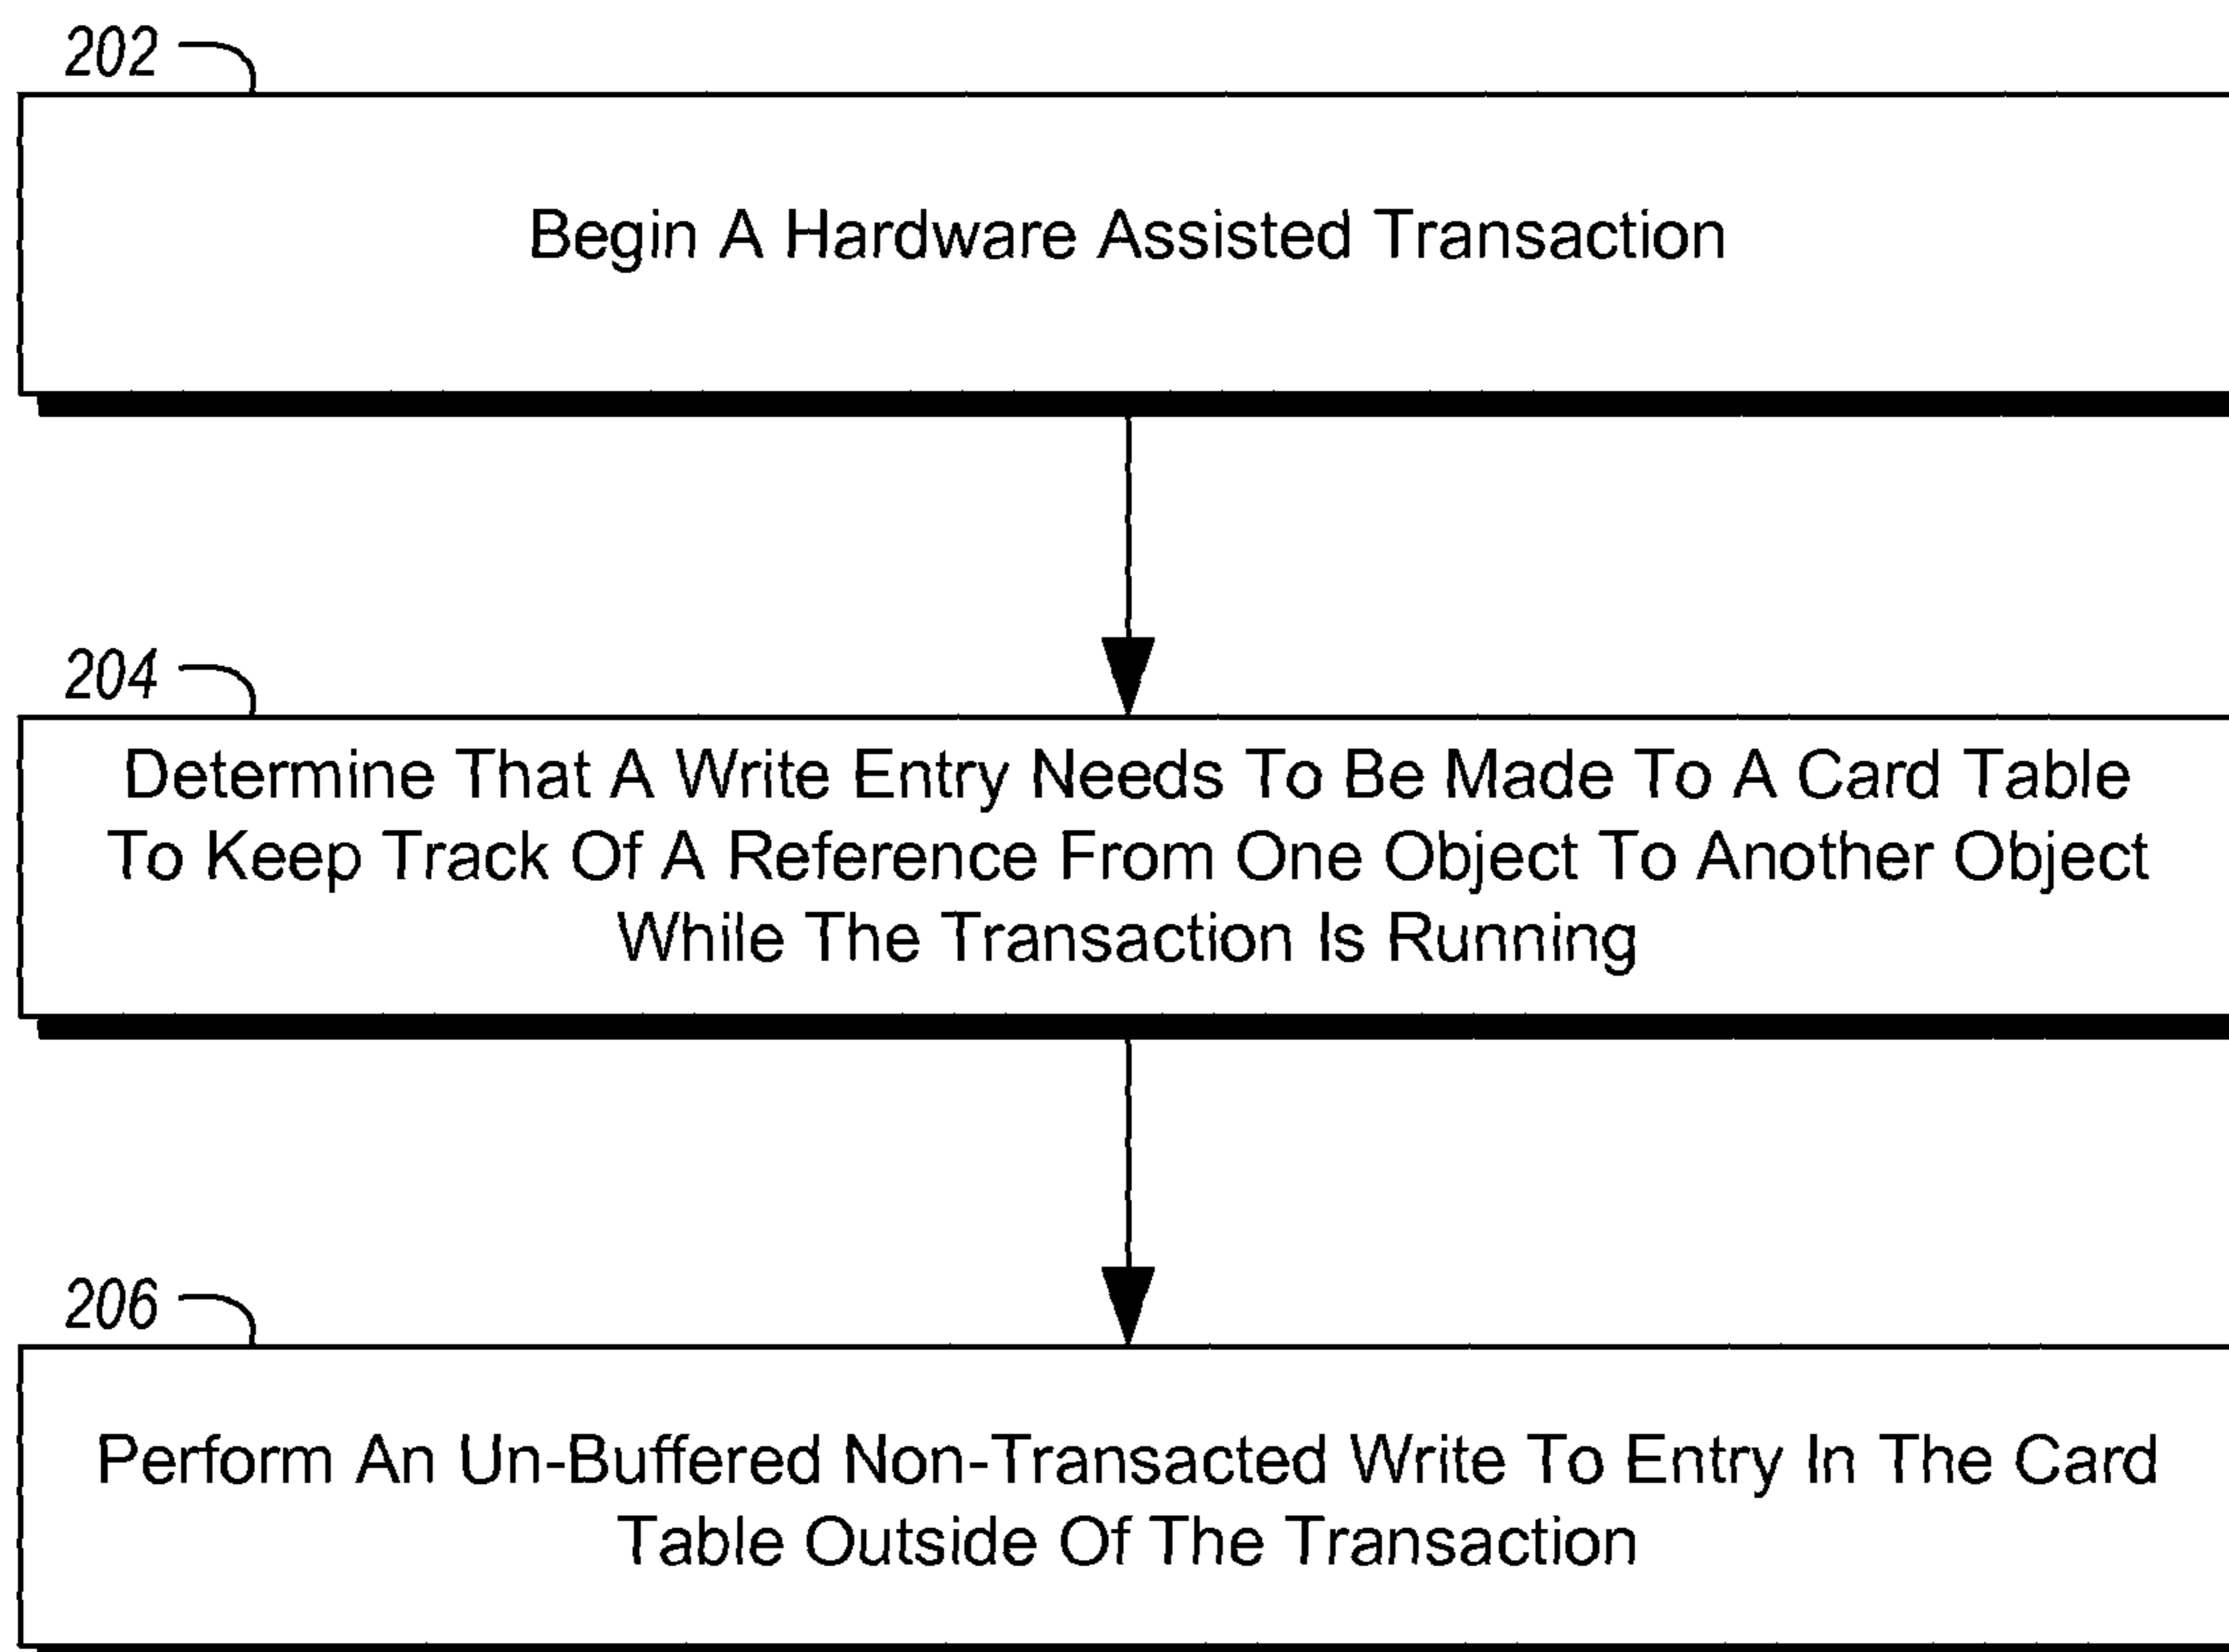 202
Begin A Hardware Assisted Transaction
204
Determine That A Write Entry Needs To Be Made To A Card Table
To Keep Track Of A Reference From One Object To Another Object
While The Transaction Is Running
206
Perform An Un-Buffered Non-Transacted Write To Entry In The Card
Table Outside Of The Transaction